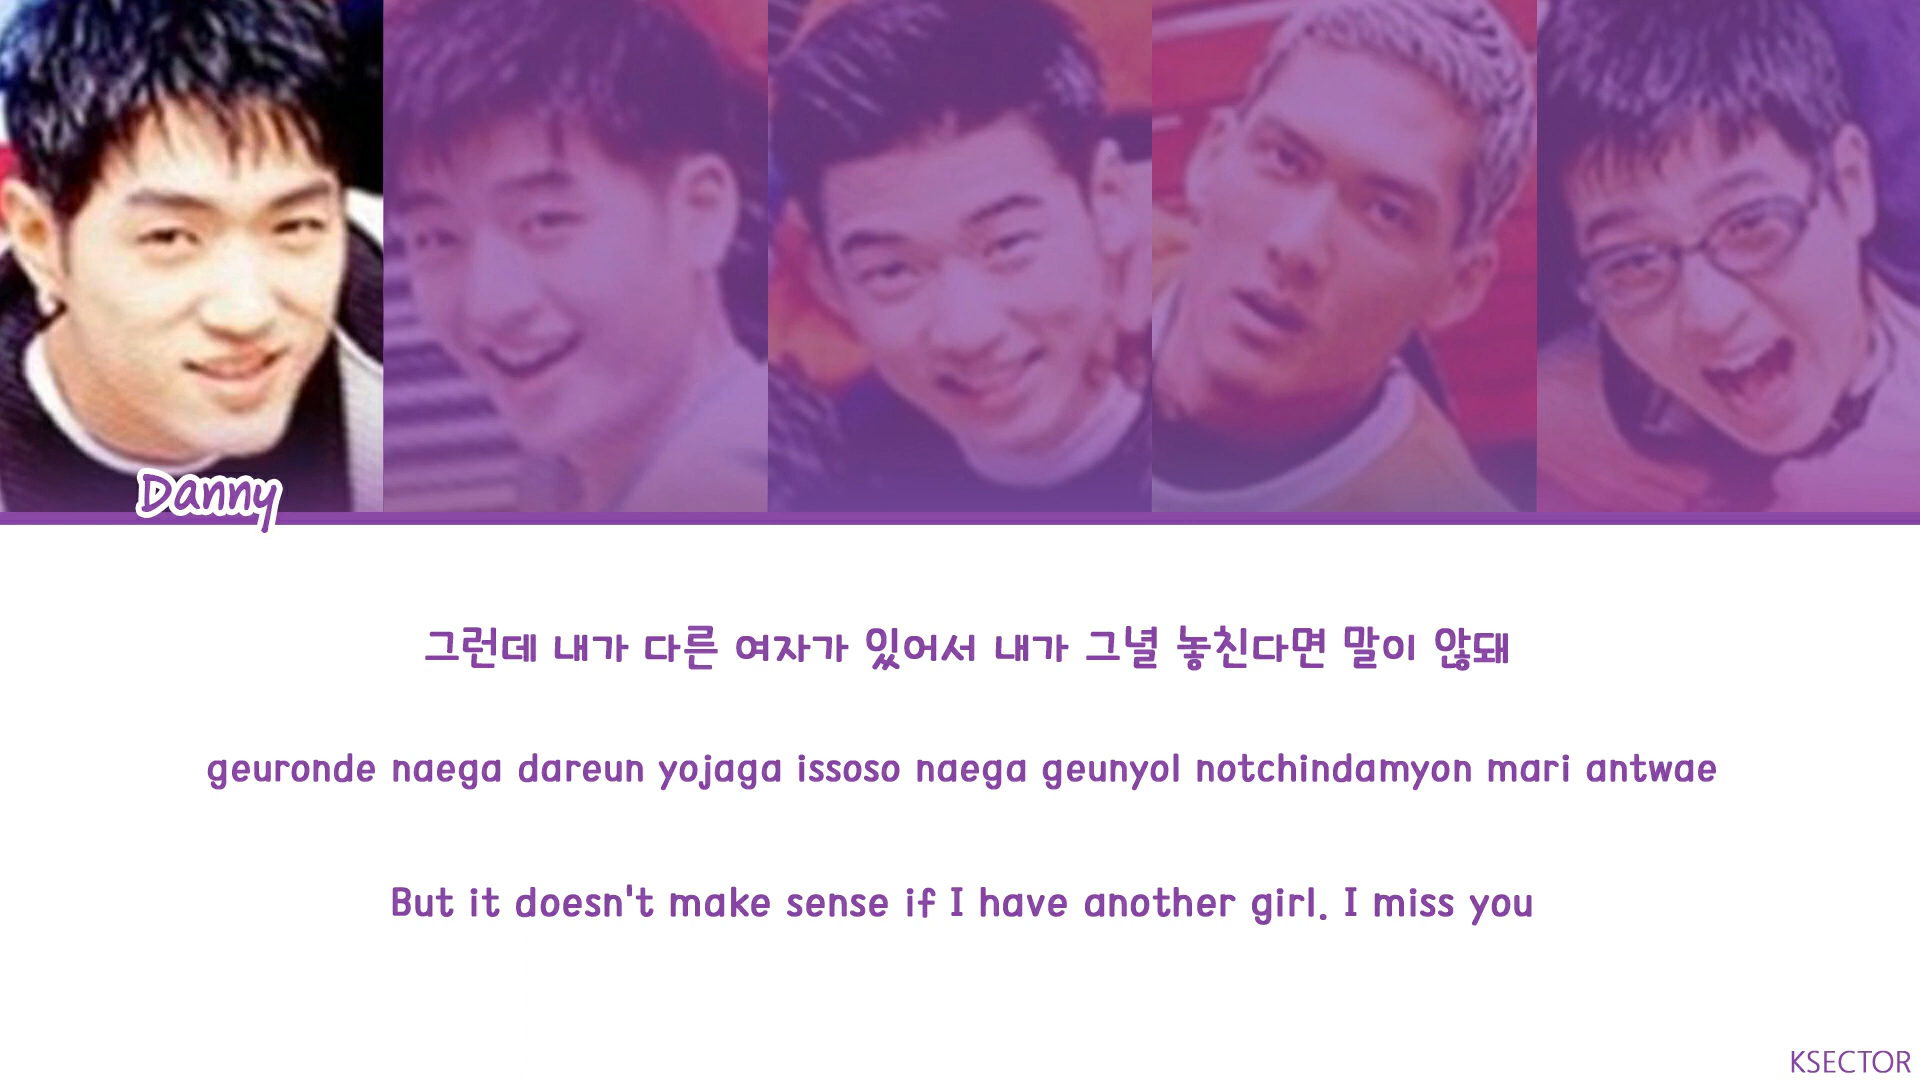 Danny
그런데 내가 다른 여자가 있어서 내가 그녈 놓친다면 말이 않돼
geuronde naega dareun yojaga issoso naega geunyol notchindamyon mari antwae
But it doesn't make sense if I have another girl. I miss you
KSECTOR